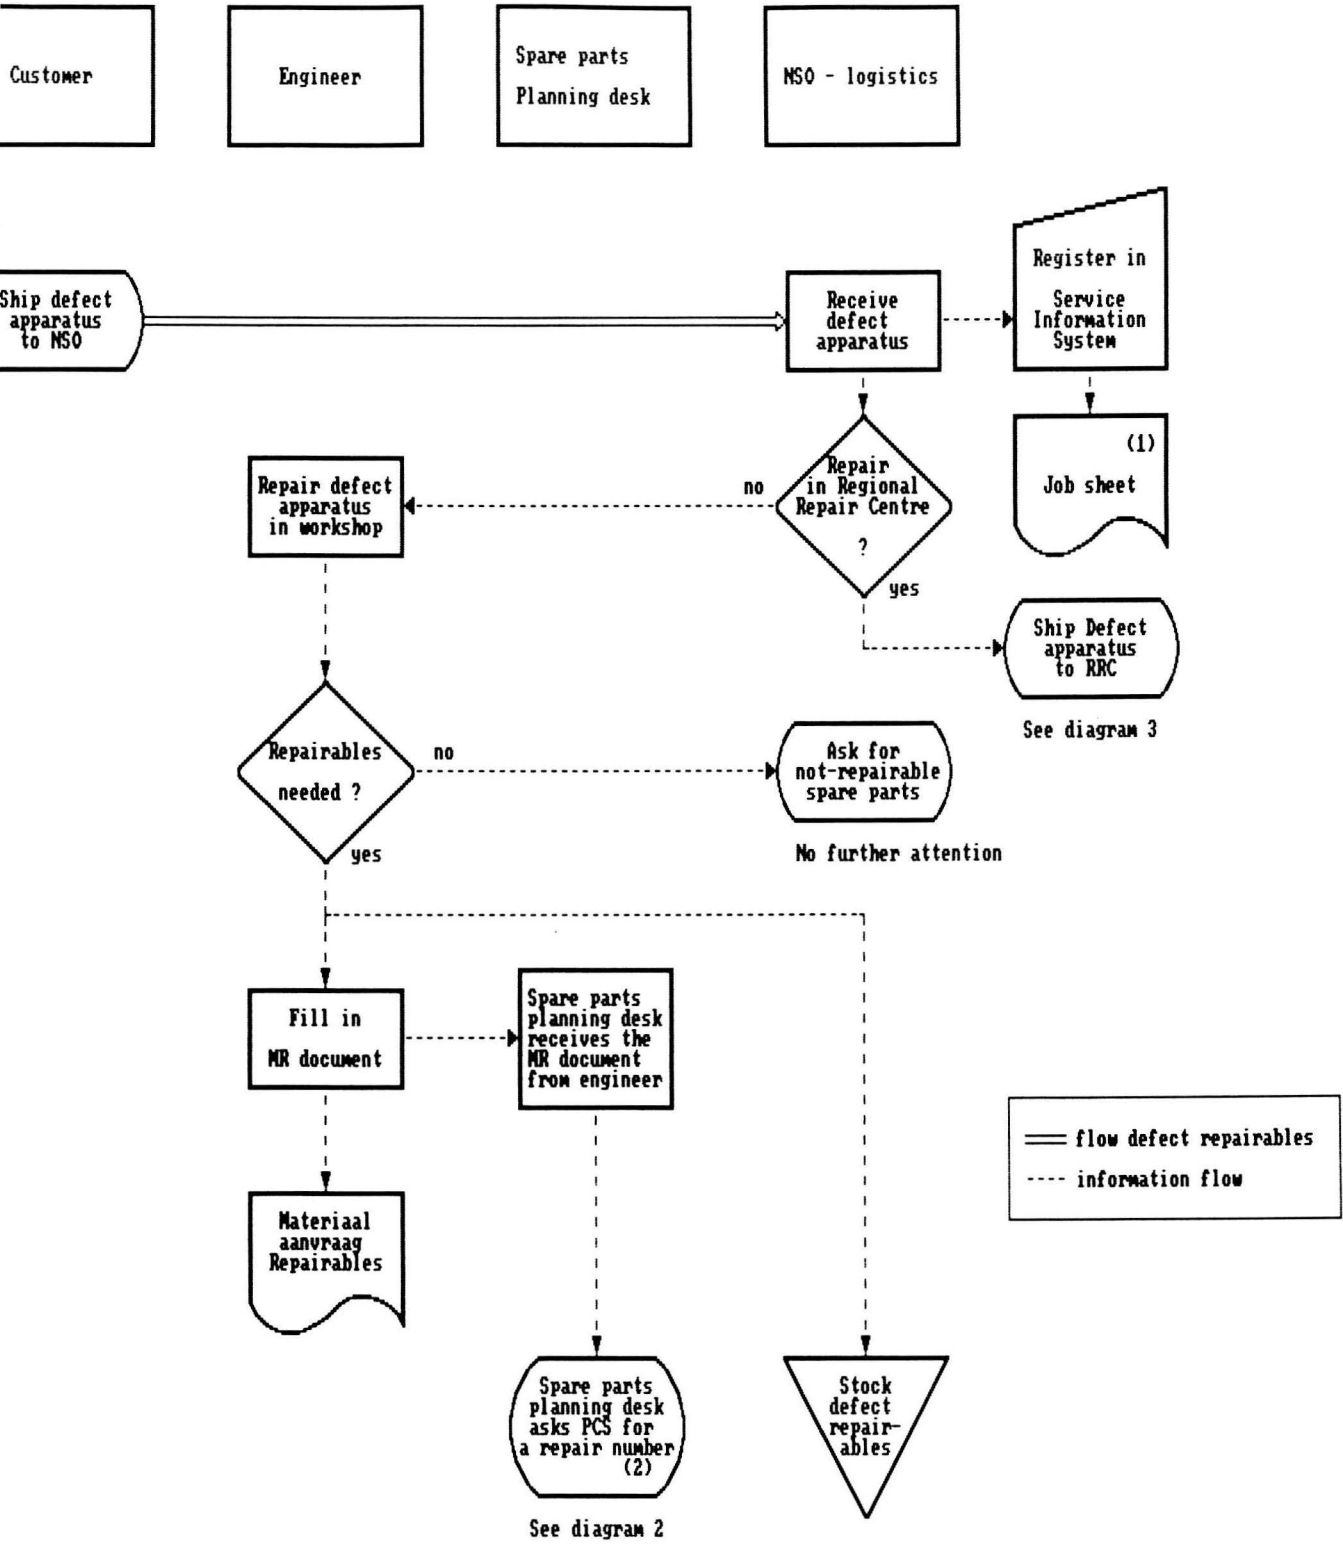 Customer
Engineer
Spare parts
Planning desk
NSO - logistics
Ship defect
apparatus
to NSO
Receive
defect
apparatus
Register in
Service
Information
System
(1)
Job sheet
Repair
in Regional
Repair Centre
?
no
yes
Repair defect
apparatus
in workshop
Ship Defect
apparatus
to RRC
See diagram 3
Repairables
needed ?
no
yes
Ask for
not-repairable
spare parts
No further attention
Fill in
MR document
Spare parts
planning desk
receives the
MR document
from engineer
flow defect repairables
information flow
Materiaal
aanvraag
Repairables
Spare parts
planning desk
asks PCS for
a repair number
(2)
See diagram 2
Stock
defect
repair-
ables